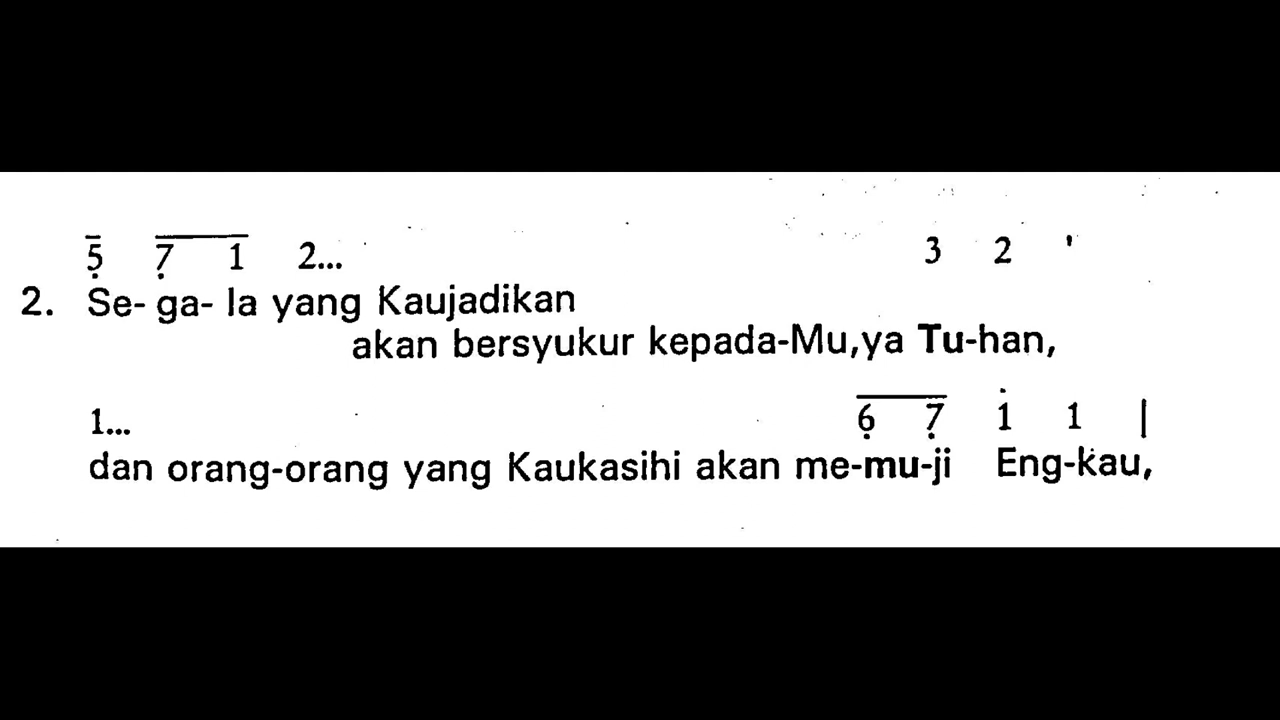 5̣ 7̣ 1 2... 3 2 '
2. Se- ga- la yang Kaujadikan
akan bersyukur kepada-Mu,ya Tu-han,
1... 6̣ 7̣ 1 1 |
dan orang-orang yang Kaukasihi akan me-mu-ji Eng-kau,